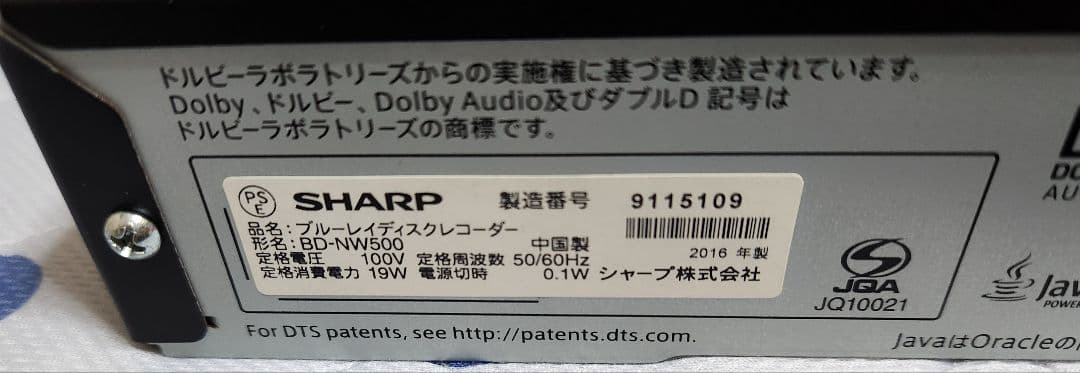 ドルビーラボラトリーズからの実施権に基づき製造されています。
Dolby、ドルビー、Dolby Audio及びダブルD 記号は
ドルビーラボラトリーズの商標です。
PSE SHARP 製造番号 9115109
品名：ブルーレイディスクレコーダー
形名：BD-NW500 中国製 2016 年製
定格電圧 100V 定格周波数 50/60Hz
定格消費電力 19W 電源切時 0.1W シャープ株式会社
JQA
JQ10021
For DTS patents, see http://patents.dts.com.
JavaはOracleの